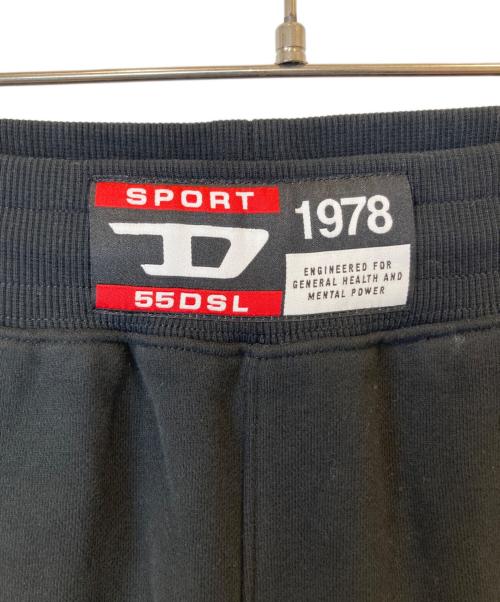 SPORT
D
55DSL
1978
ENGINEERED FOR
GENERAL HEALTH AND
MENTAL POWER